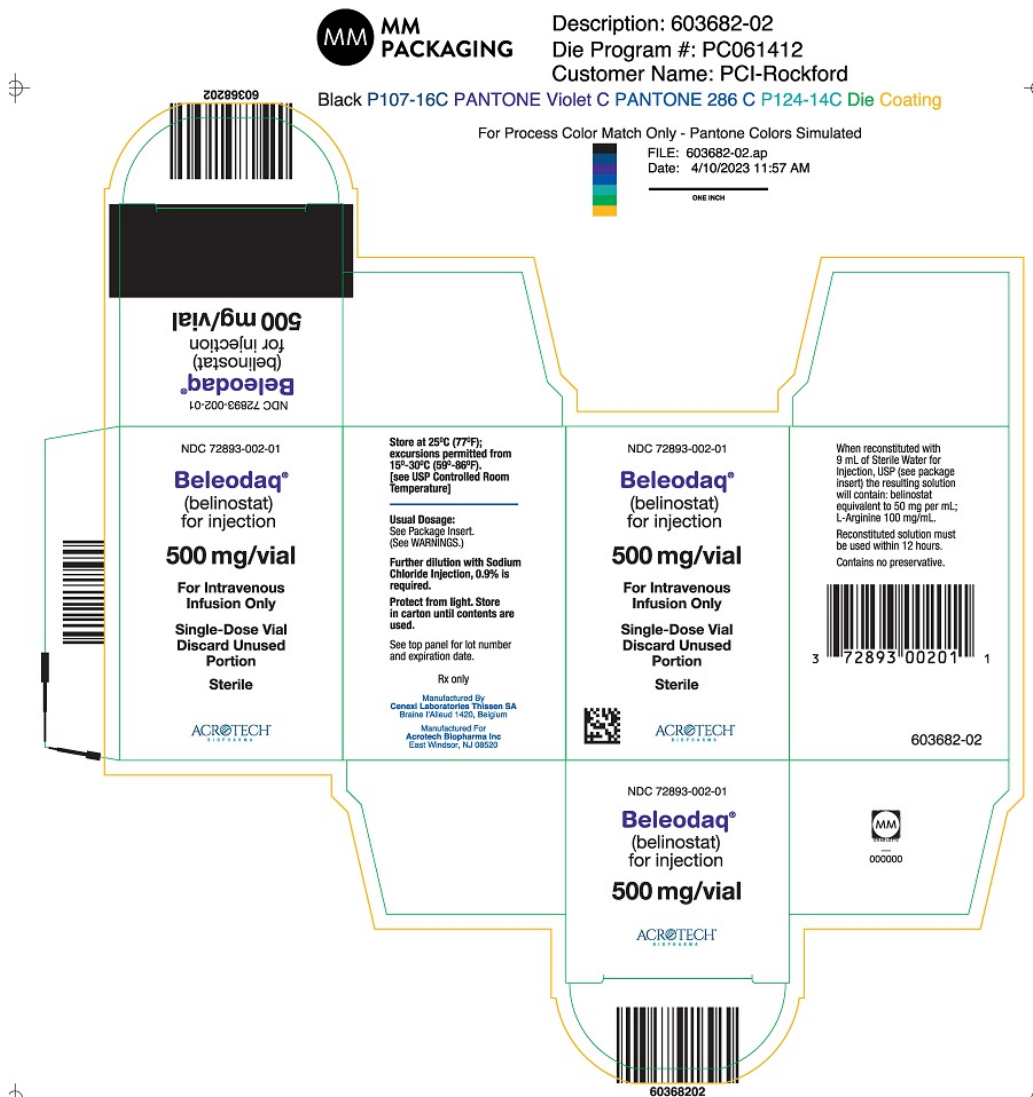 MM
MM
PACKAGING
Description: 603682-02
Die Program #: PC061412
Customer Name: PCI-Rockford
Black P107-16C PANTONE Violet C PANTONE 286 C P124-14C Die Coating
For Process Color Match Only - Pantone Colors Simulated
FILE: 603682-02.ap
Date: 4/10/2023 11:57 AM
ONE INCH
60368202
500 mg/vial
for injection
(belinostat)
Beleodaq®
NDC 72893-002-01
NDC 72893-002-01
Beleodaq®
(belinostat)
for injection
500 mg/vial
For Intravenous
Infusion Only
Single-Dose Vial
Discard Unused
Portion
Sterile
ACROTECH
BIOPHARMA
Store at 25ºC (77ºF);
excursions permitted from
15º-30ºC (59º-86ºF).
[see USP Controlled Room
Temperature]
Usual Dosage:
See Package Insert.
(See WARNINGS.)
Further dilution with Sodium
Chloride Injection, 0.9% is
required.
Protect from light. Store
in carton until contents are
used.
See top panel for lot number
and expiration date.
Rx only
Manufactured By
Cenexi Laboratories Thissen SA
Braine l'Alleud 1420, Belgium
Manufactured For
Acrotech Biopharma Inc
East Windsor, NJ 08520
NDC 72893-002-01
Beleodaq®
(belinostat)
for injection
500 mg/vial
For Intravenous
Infusion Only
Single-Dose Vial
Discard Unused
Portion
Sterile
ACROTECH
BIOPHARMA
When reconstituted with
9 mL of Sterile Water for
Injection, USP (see package
insert) the resulting solution
will contain: belinostat
equivalent to 50 mg per mL;
L-Arginine 100 mg/mL.
Reconstituted solution must
be used within 12 hours.
Contains no preservative.
3 72893 00201 1
603682-02
NDC 72893-002-01
Beleodaq®
(belinostat)
for injection
500 mg/vial
ACROTECH
BIOPHARMA
MM
000000
60368202